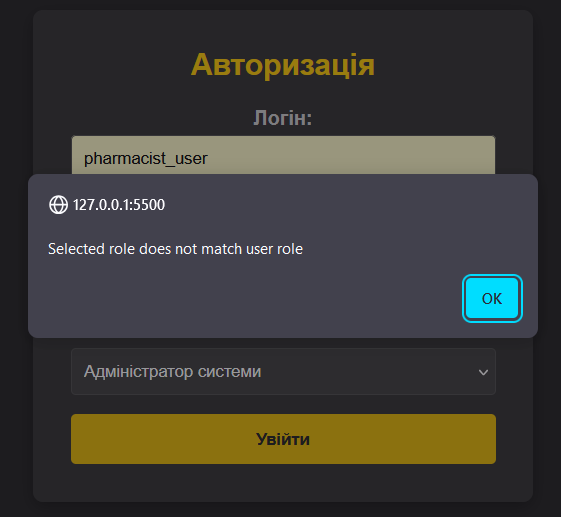 Авторизація
Логін:
pharmacist_user
127.0.0.1:5500
Selected role does not match user role
OK
Адміністратор системи
Увійти